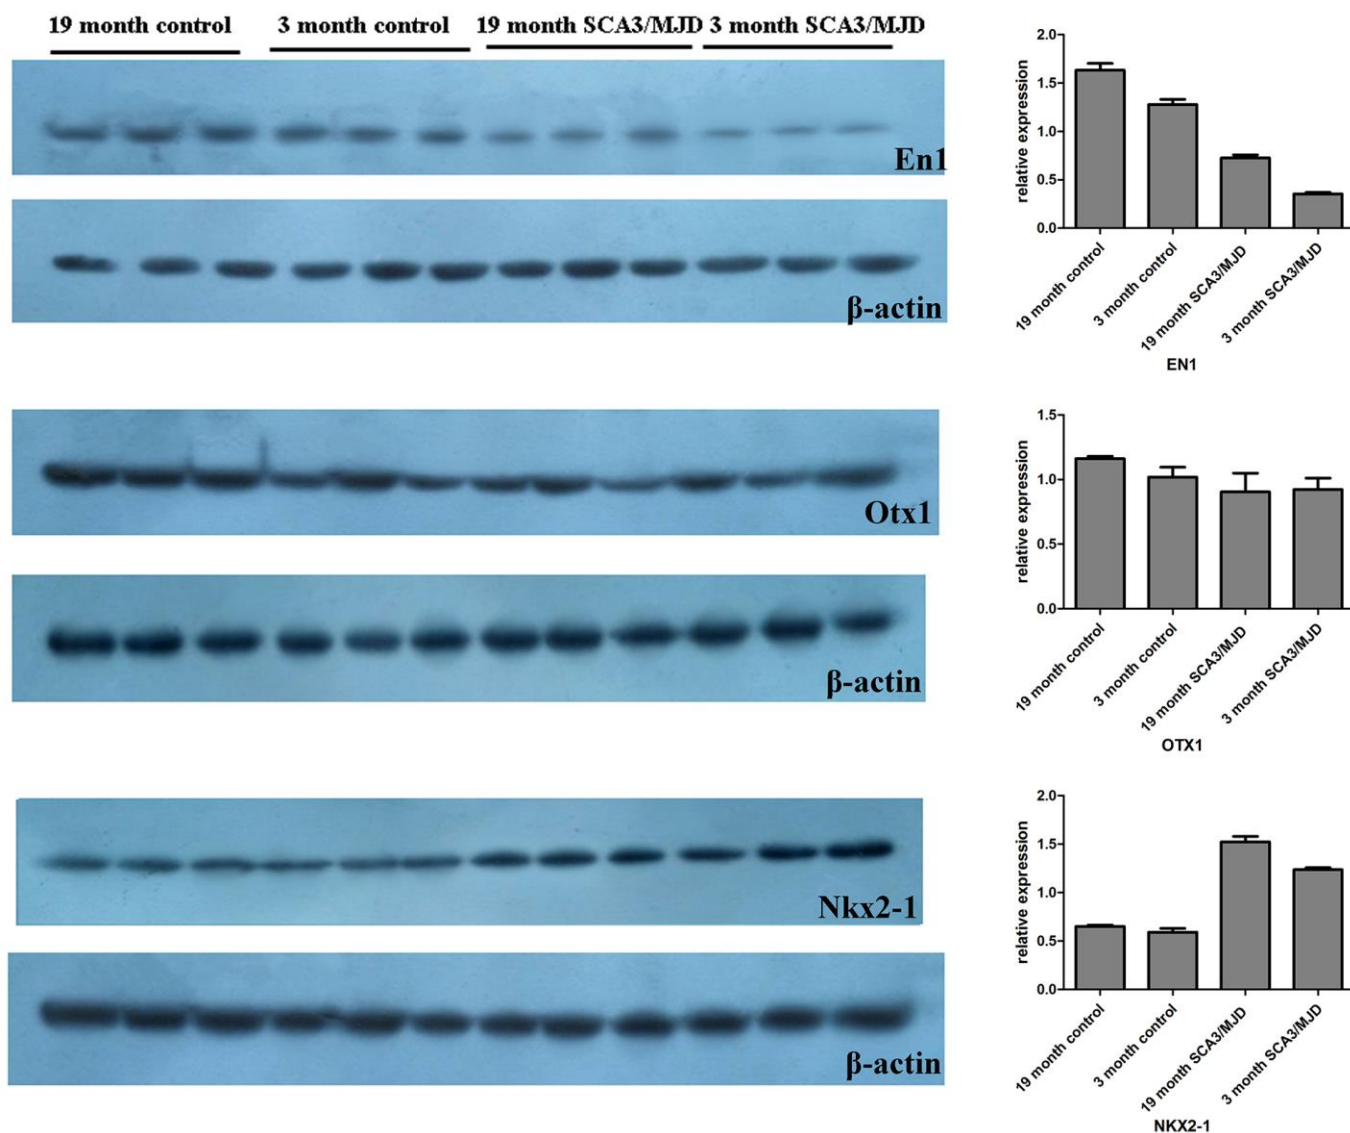 19 month control 3 month control 19 month SCA3/MJD 3 month SCA3/MJD
En1
β-actin
relative expression
2.0
1.5
1.0
0.5
0.0
19 month control
3 month control
19 month SCA3/MJD
3 month SCA3/MJD
EN1
Otx1
β-actin
relative expression
1.5
1.0
0.5
0.0
19 month control
3 month control
19 month SCA3/MJD
3 month SCA3/MJD
OTX1
Nkx2-1
β-actin
relative expression
2.0
1.5
1.0
0.5
0.0
19 month control
3 month control
19 month SCA3/MJD
3 month SCA3/MJD
NKX2-1